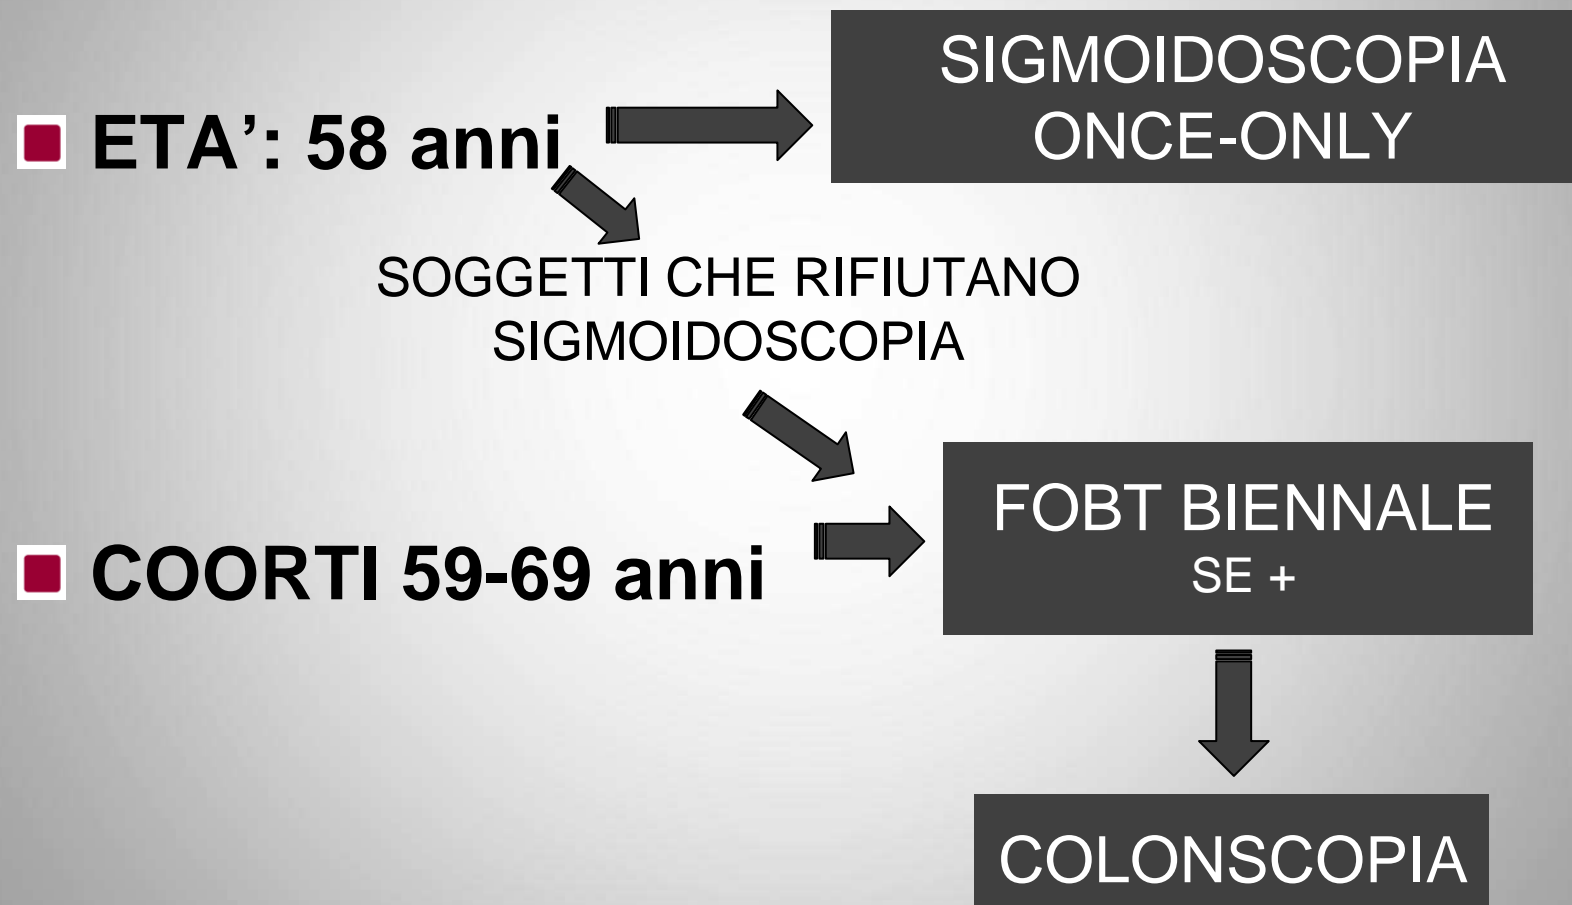 SIGMOIDOSCOPIA
ONCE-ONLY
ETA’: 58 anni
SOGGETTI CHE RIFIUTANO
SIGMOIDOSCOPIA
FOBT BIENNALE
SE +
COORTI 59-69 anni
COLONSCOPIA